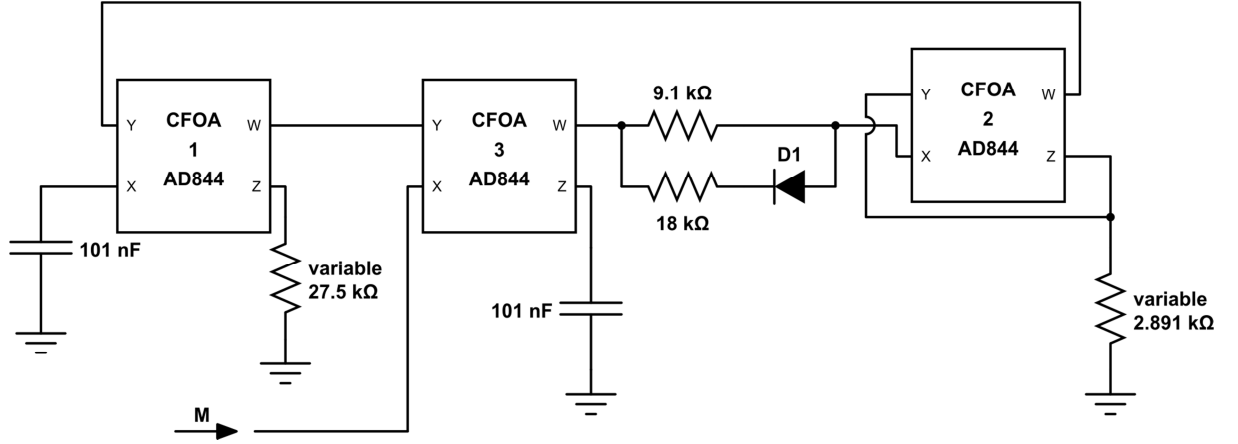 CFOA
1
AD844
Y
W
X
Z
101 nF
variable
27.5 kΩ
M
CFOA
3
AD844
Y
W
X
Z
101 nF
9.1 kΩ
D1
18 kΩ
CFOA
2
AD844
Y
W
X
Z
variable
2.891 kΩ